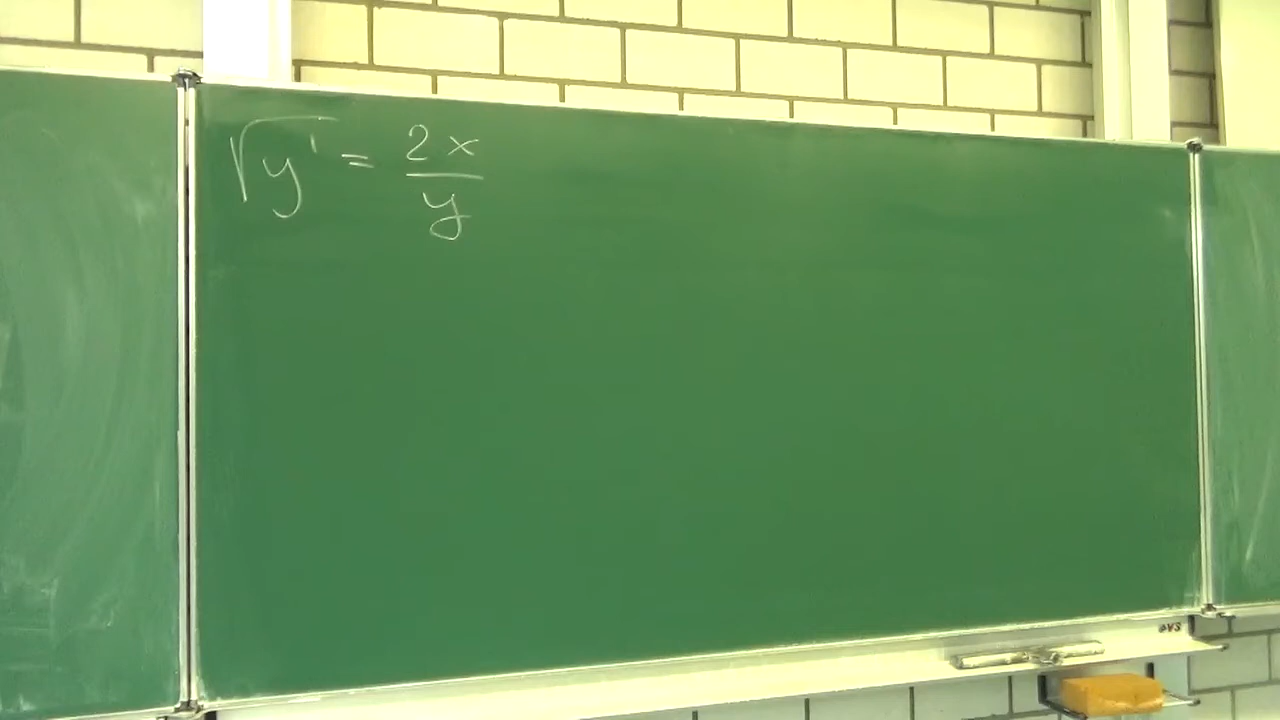 √y' = 2x/y